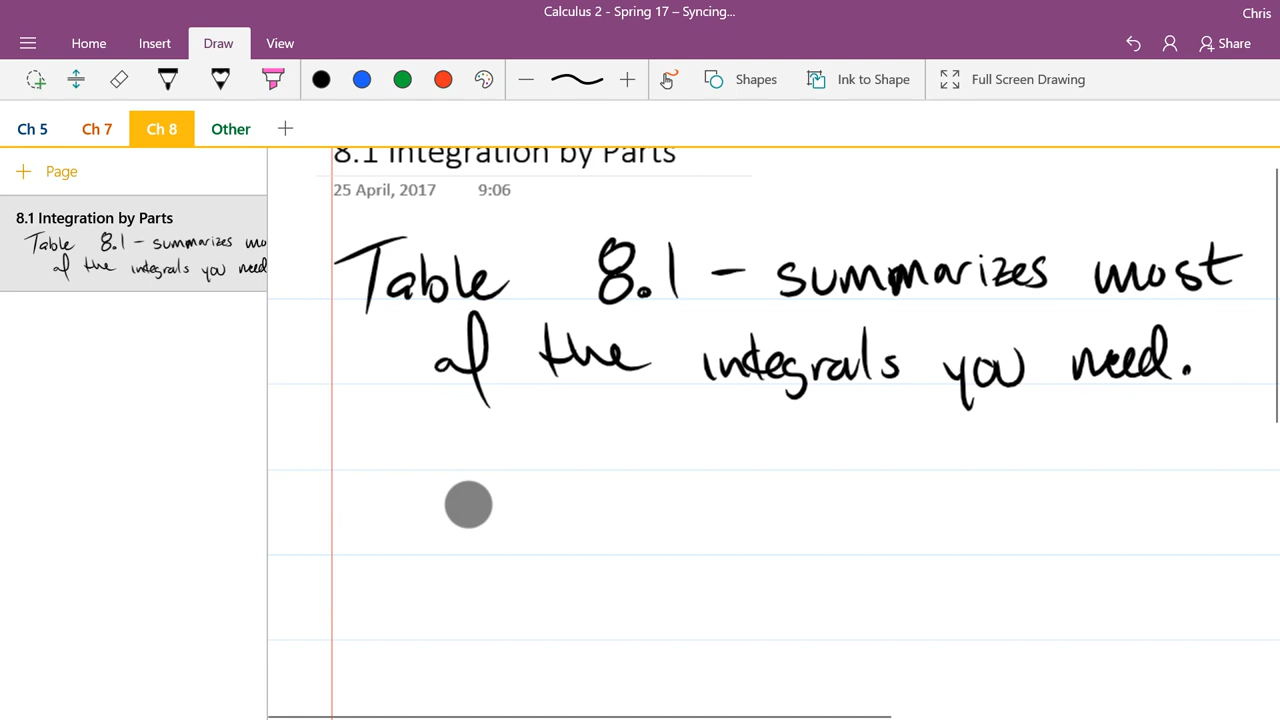 Calculus 2 - Spring 17 – Syncing...
Chris
Home Insert Draw View
Share
Shapes Ink to Shape Full Screen Drawing
Ch 5 Ch 7 Ch 8 Other
Page
8.1 Integration by Parts
Table 8.1 - summarizes mo
of the integrals you need
8.1 Integration by Parts
25 April, 2017 9:06
Table 8.1 - summarizes most
of the integrals you need.